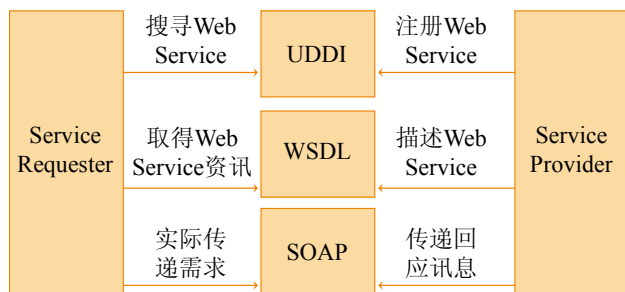 搜寻Web
Service
UDDI
注册Web
Service
Service
Requester
取得Web
Service资讯
WSDL
描述Web
Service
Service
Provider
实际传
递需求
SOAP
传递回
应讯息